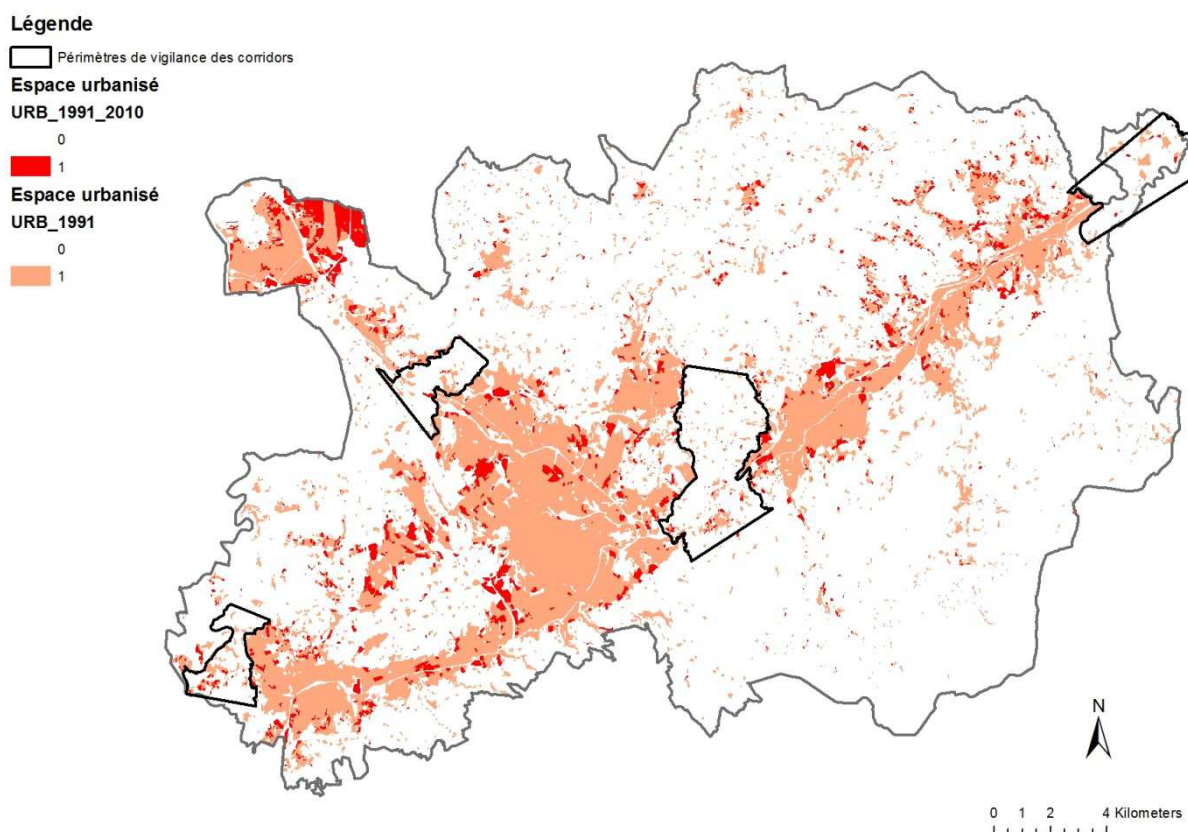 Légende
Périmètres de vigilance des corridors
Espace urbanisé
URB_1991_2010
0
1
Espace urbanisé
URB_1991
0
1
N
0 1 2 4 Kilometers